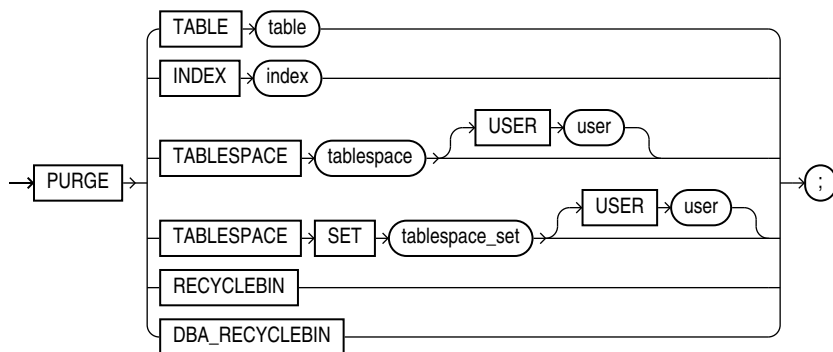 TABLE table
INDEX index
USER user
TABLESPACE tablespace
PURGE ;
USER user
TABLESPACE SET tablespace_set
RECYCLEBIN
DBA_RECYCLEBIN